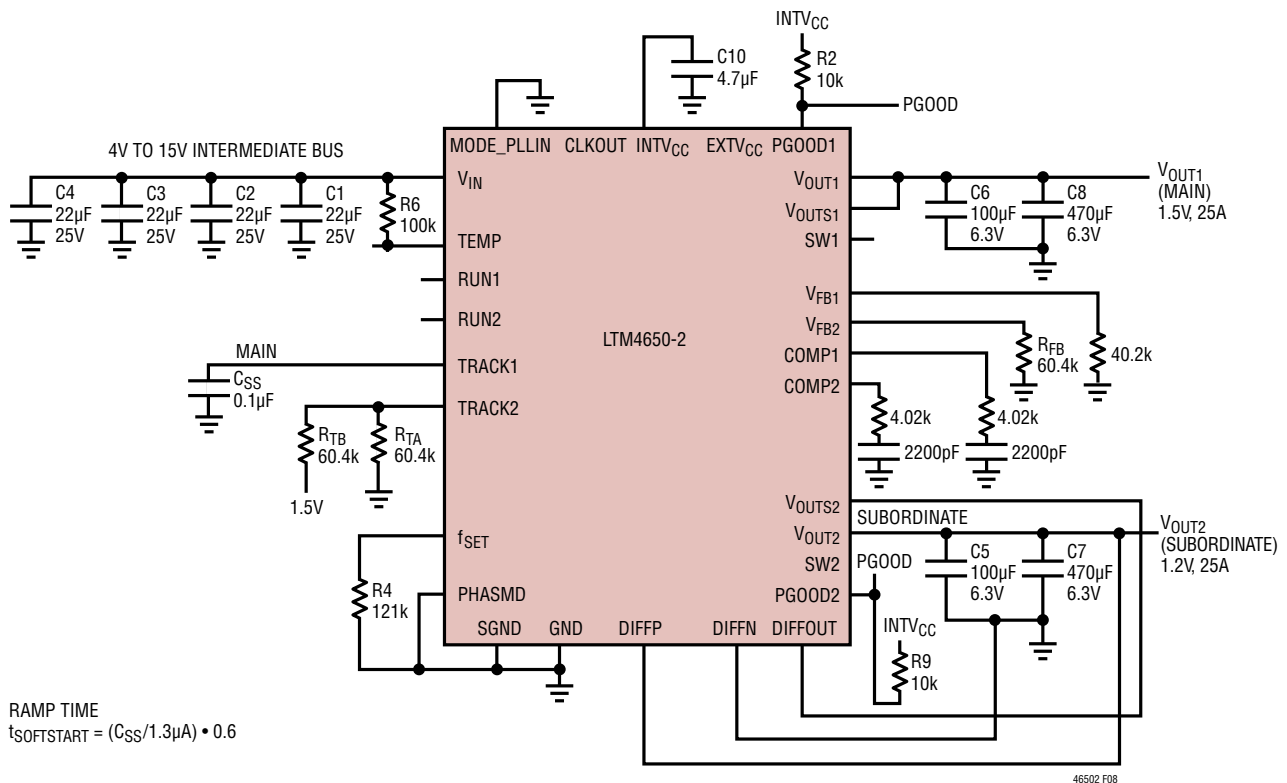 INTVCC
C10
4.7µF
R2
10k
PGOOD
MODE_PLLIN CLKOUT INTVCC EXTVCC PGOOD1
4V TO 15V INTERMEDIATE BUS
VIN
C4
22µF
25V
C3
22µF
25V
C2
22µF
25V
C1
22µF
25V
R6
100k
TEMP
RUN1
RUN2
MAIN
TRACK1
CSS
0.1µF
TRACK2
RTB
60.4k
RTA
60.4k
1.5V
fSET
R4
121k
PHASMD
SGND GND DIFFP DIFFN DIFFOUT
LTM4650-2
VOUT1
VOUTS1
SW1
VFB1
VFB2
COMP1
COMP2
VOUTS2
VOUT2
SW2
PGOOD2
C6
100µF
6.3V
C8
470µF
6.3V
VOUT1
(MAIN)
1.5V, 25A
RFB
60.4k
40.2k
4.02k
4.02k
2200pF
2200pF
SUBORDINATE
PGOOD
C5
100µF
6.3V
C7
470µF
6.3V
VOUT2
(SUBORDINATE)
1.2V, 25A
INTVCC
R9
10k
RAMP TIME
tSOFTSTART = (CSS/1.3µA) • 0.6
46502 F08